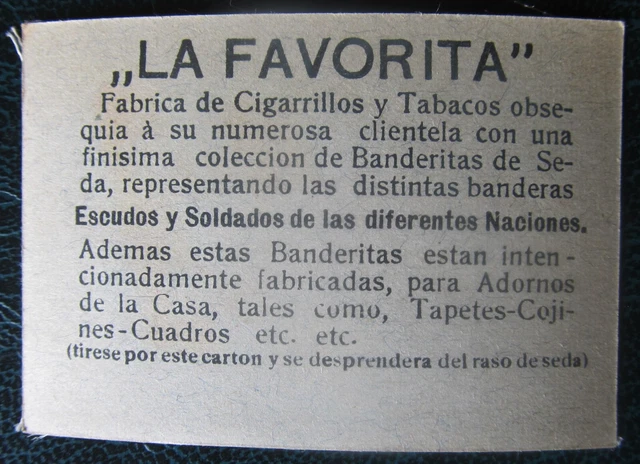 „LA FAVORITA”
Fabrica de Cigarrillos y Tabacos obse-
quia à su numerosa clientela con una
finisima coleccion de Banderitas de Se-
da, representando las distintas banderas
Escudos y Soldados de las diferentes Naciones.
Ademas estas Banderitas estan inten-
cionadamente fabricadas, para Adornos
de la Casa, tales como, Tapetes-Coji-
nes-Cuadros etc. etc.
(tirese por este carton y se desprendera del raso de seda)